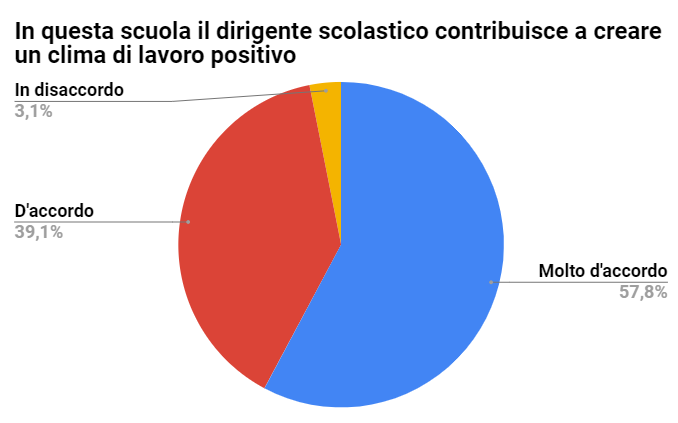 In questa scuola il dirigente scolastico contribuisce a creare
un clima di lavoro positivo
In disaccordo
3,1%
D'accordo
39,1%
Molto d'accordo
57,8%